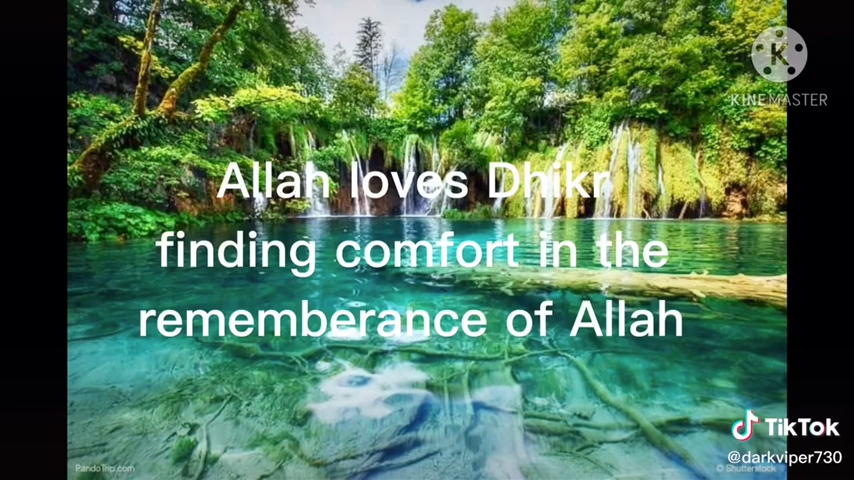 K
KINEMASTER
Allah loves Dhikr
finding comfort in the
rememberance of Allah
TikTok
@darkviper730
PandoTrip.com
© Shutterstock